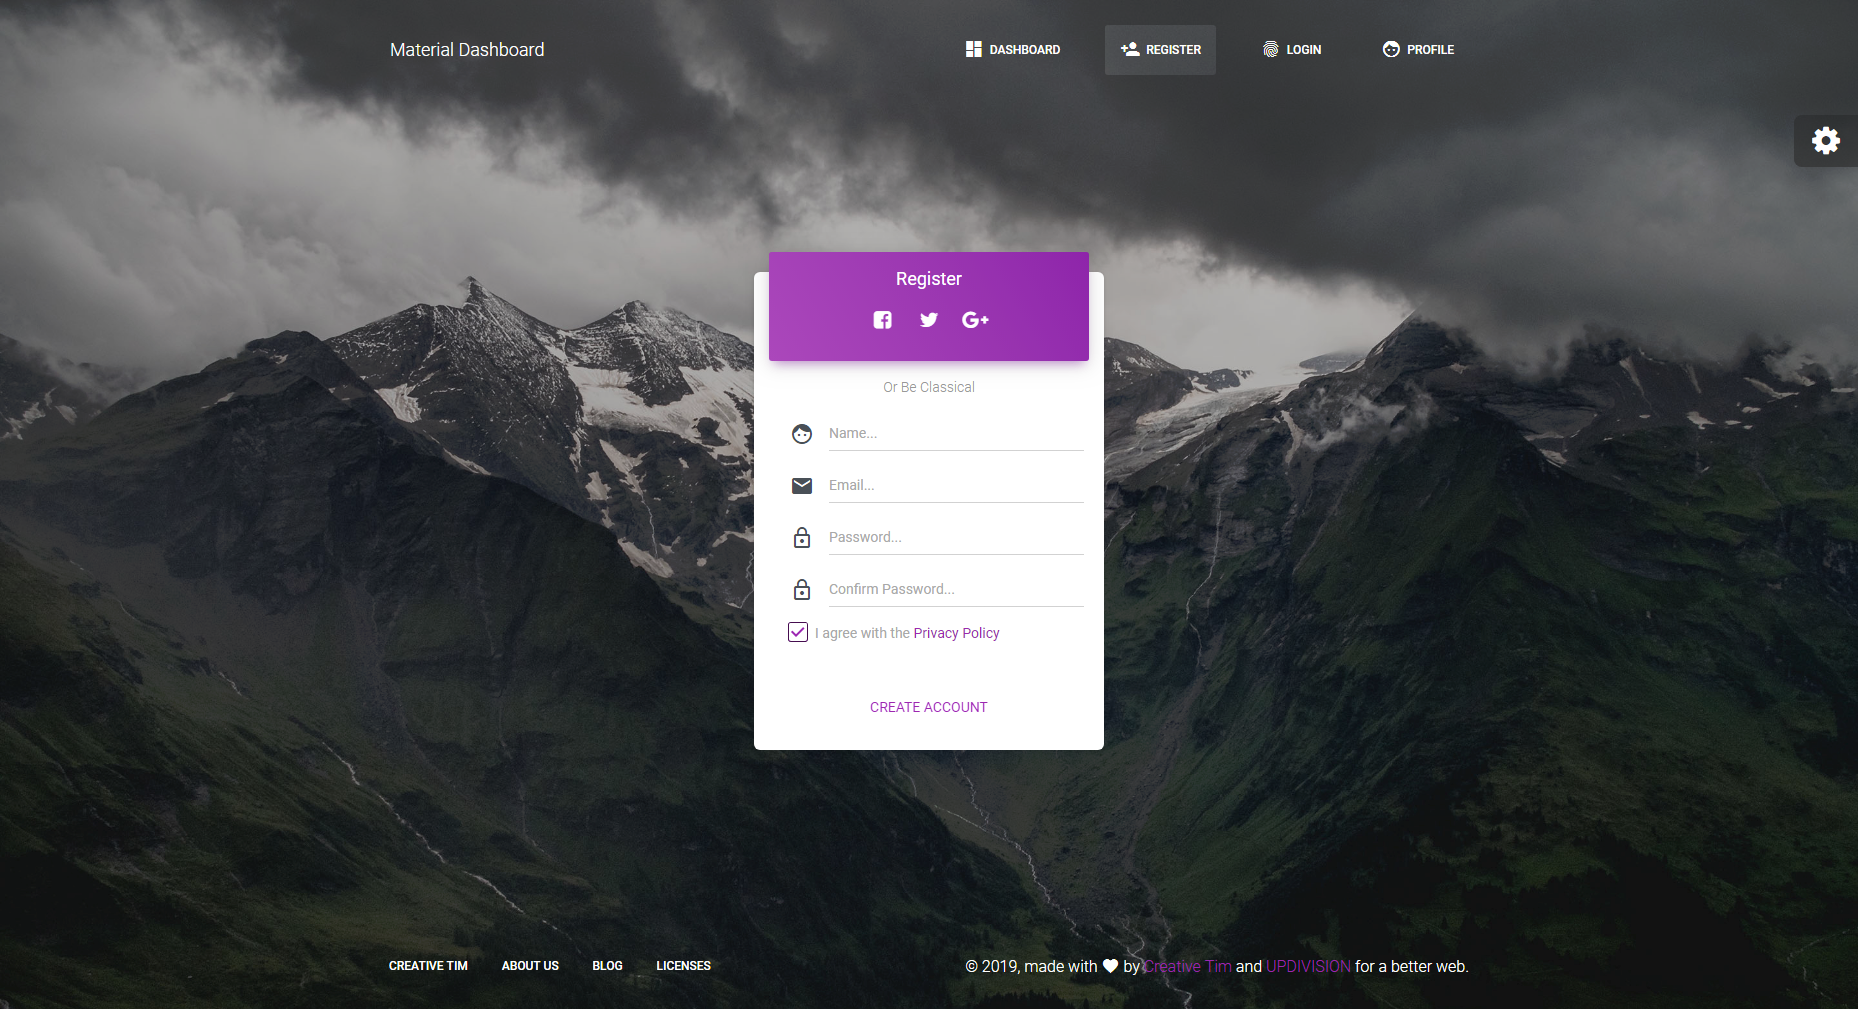 Material Dashboard
DASHBOARD
REGISTER
LOGIN
PROFILE
Register
Or Be Classical
Name...
Email...
Password...
Confirm Password...
I agree with the Privacy Policy
CREATE ACCOUNT
CREATIVE TIM
ABOUT US
BLOG
LICENSES
© 2019, made with ♥ by Creative Tim and UPDIVISION for a better web.